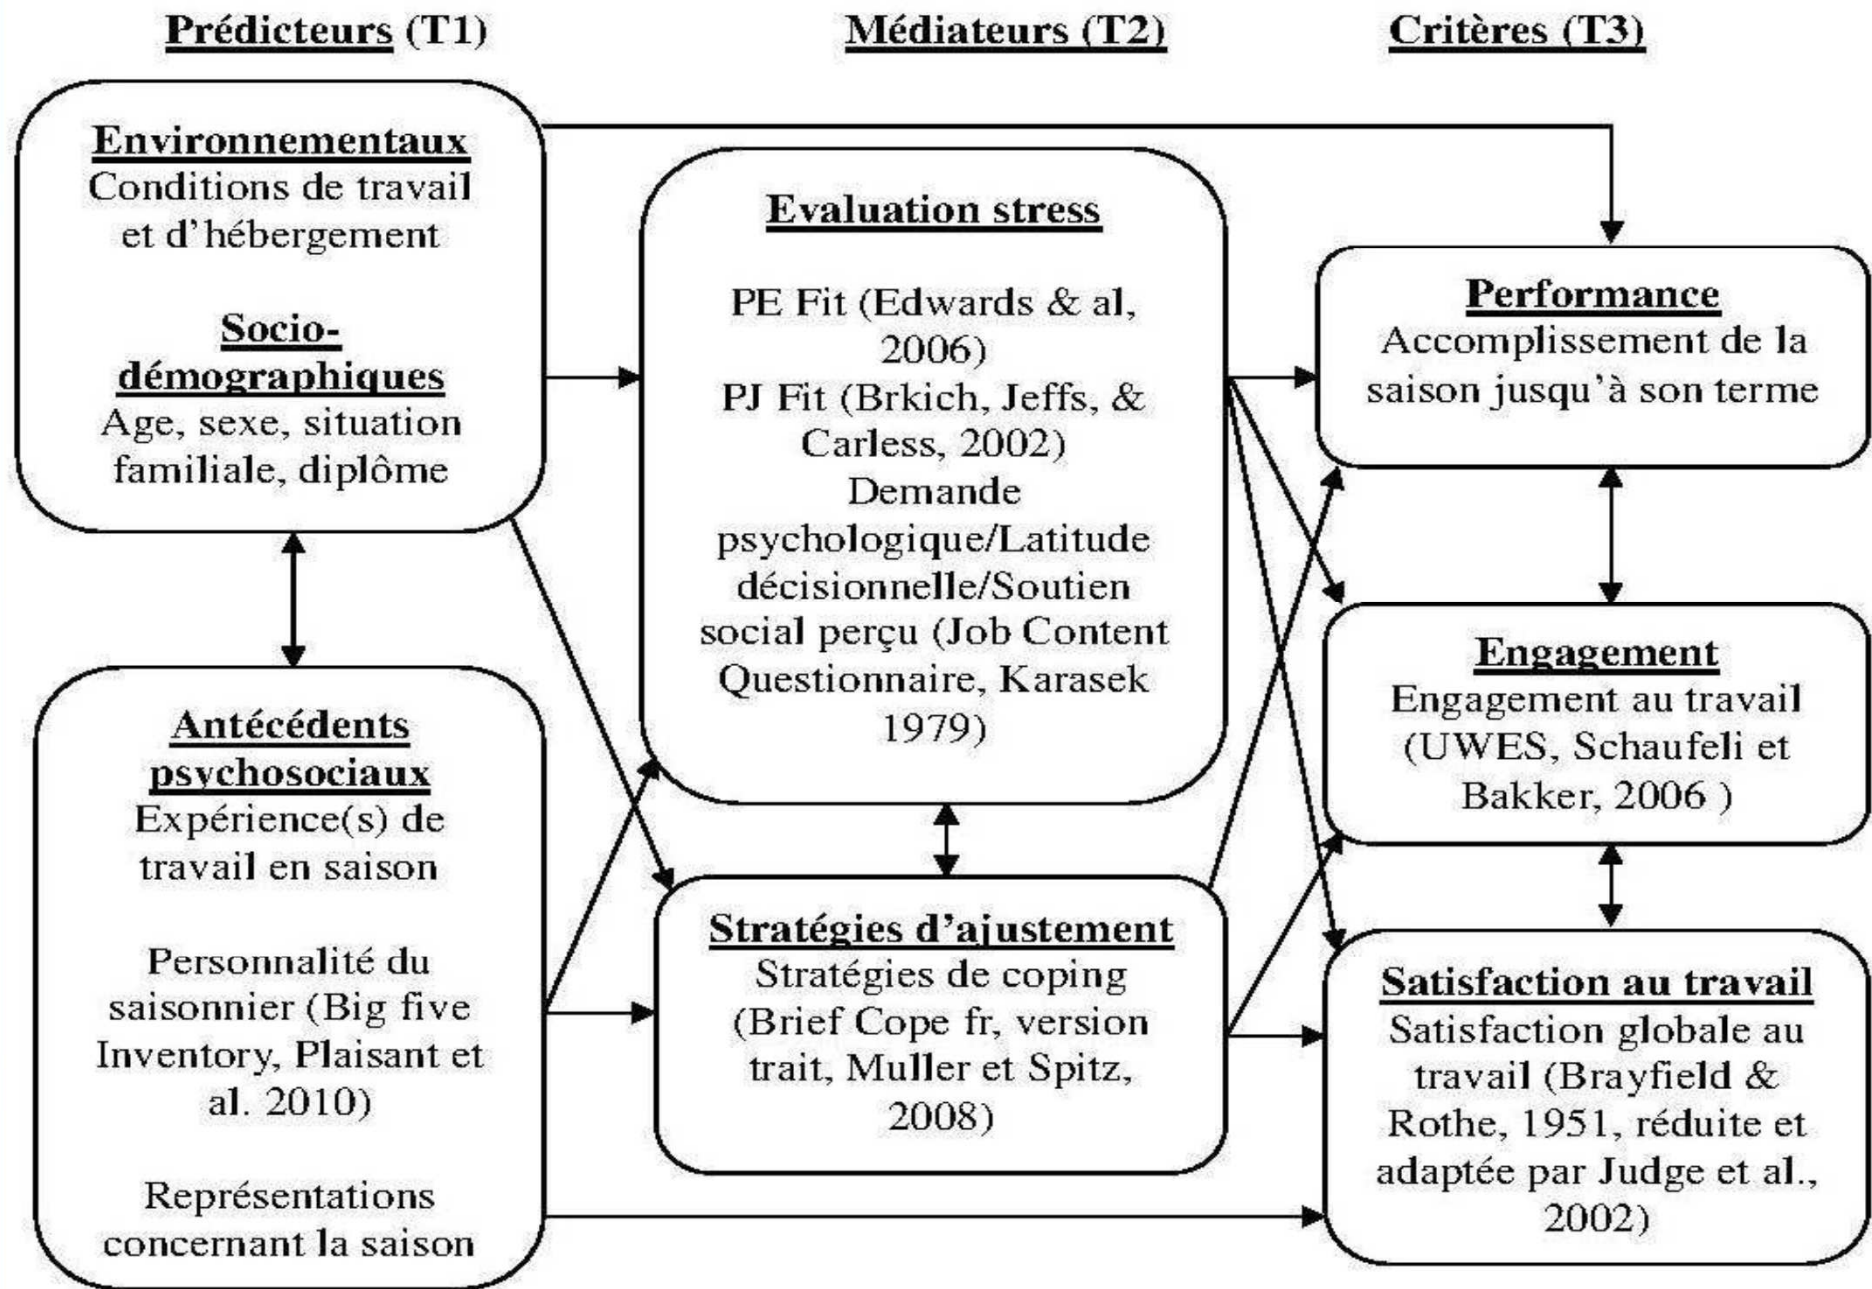 Prédicteurs (T1)
Médiateurs (T2)
Critères (T3)
Environnementaux
Conditions de travail
et d'hébergement
Socio-
démographiques
Age, sexe, situation
familiale, diplôme
Antécédents
psychosociaux
Expérience(s) de
travail en saison
Personnalité du
saisonnier (Big five
Inventory, Plaisant et
al. 2010)
Représentations
concernant la saison
Evaluation stress
PE Fit (Edwards & al,
2006)
PJ Fit (Brkich, Jeffs, &
Carless, 2002)
Demande
psychologique/Latitude
décisionnelle/Soutien
social perçu (Job Content
Questionnaire, Karasek
1979)
Stratégies d'ajustement
Stratégies de coping
(Brief Cope fr, version
trait, Muller et Spitz,
2008)
Performance
Accomplissement de la
saison jusqu'à son terme
Engagement
Engagement au travail
(UWES, Schaufeli et
Bakker, 2006 )
Satisfaction au travail
Satisfaction globale au
travail (Brayfield &
Rothe, 1951, réduite et
adaptée par Judge et al.,
2002)